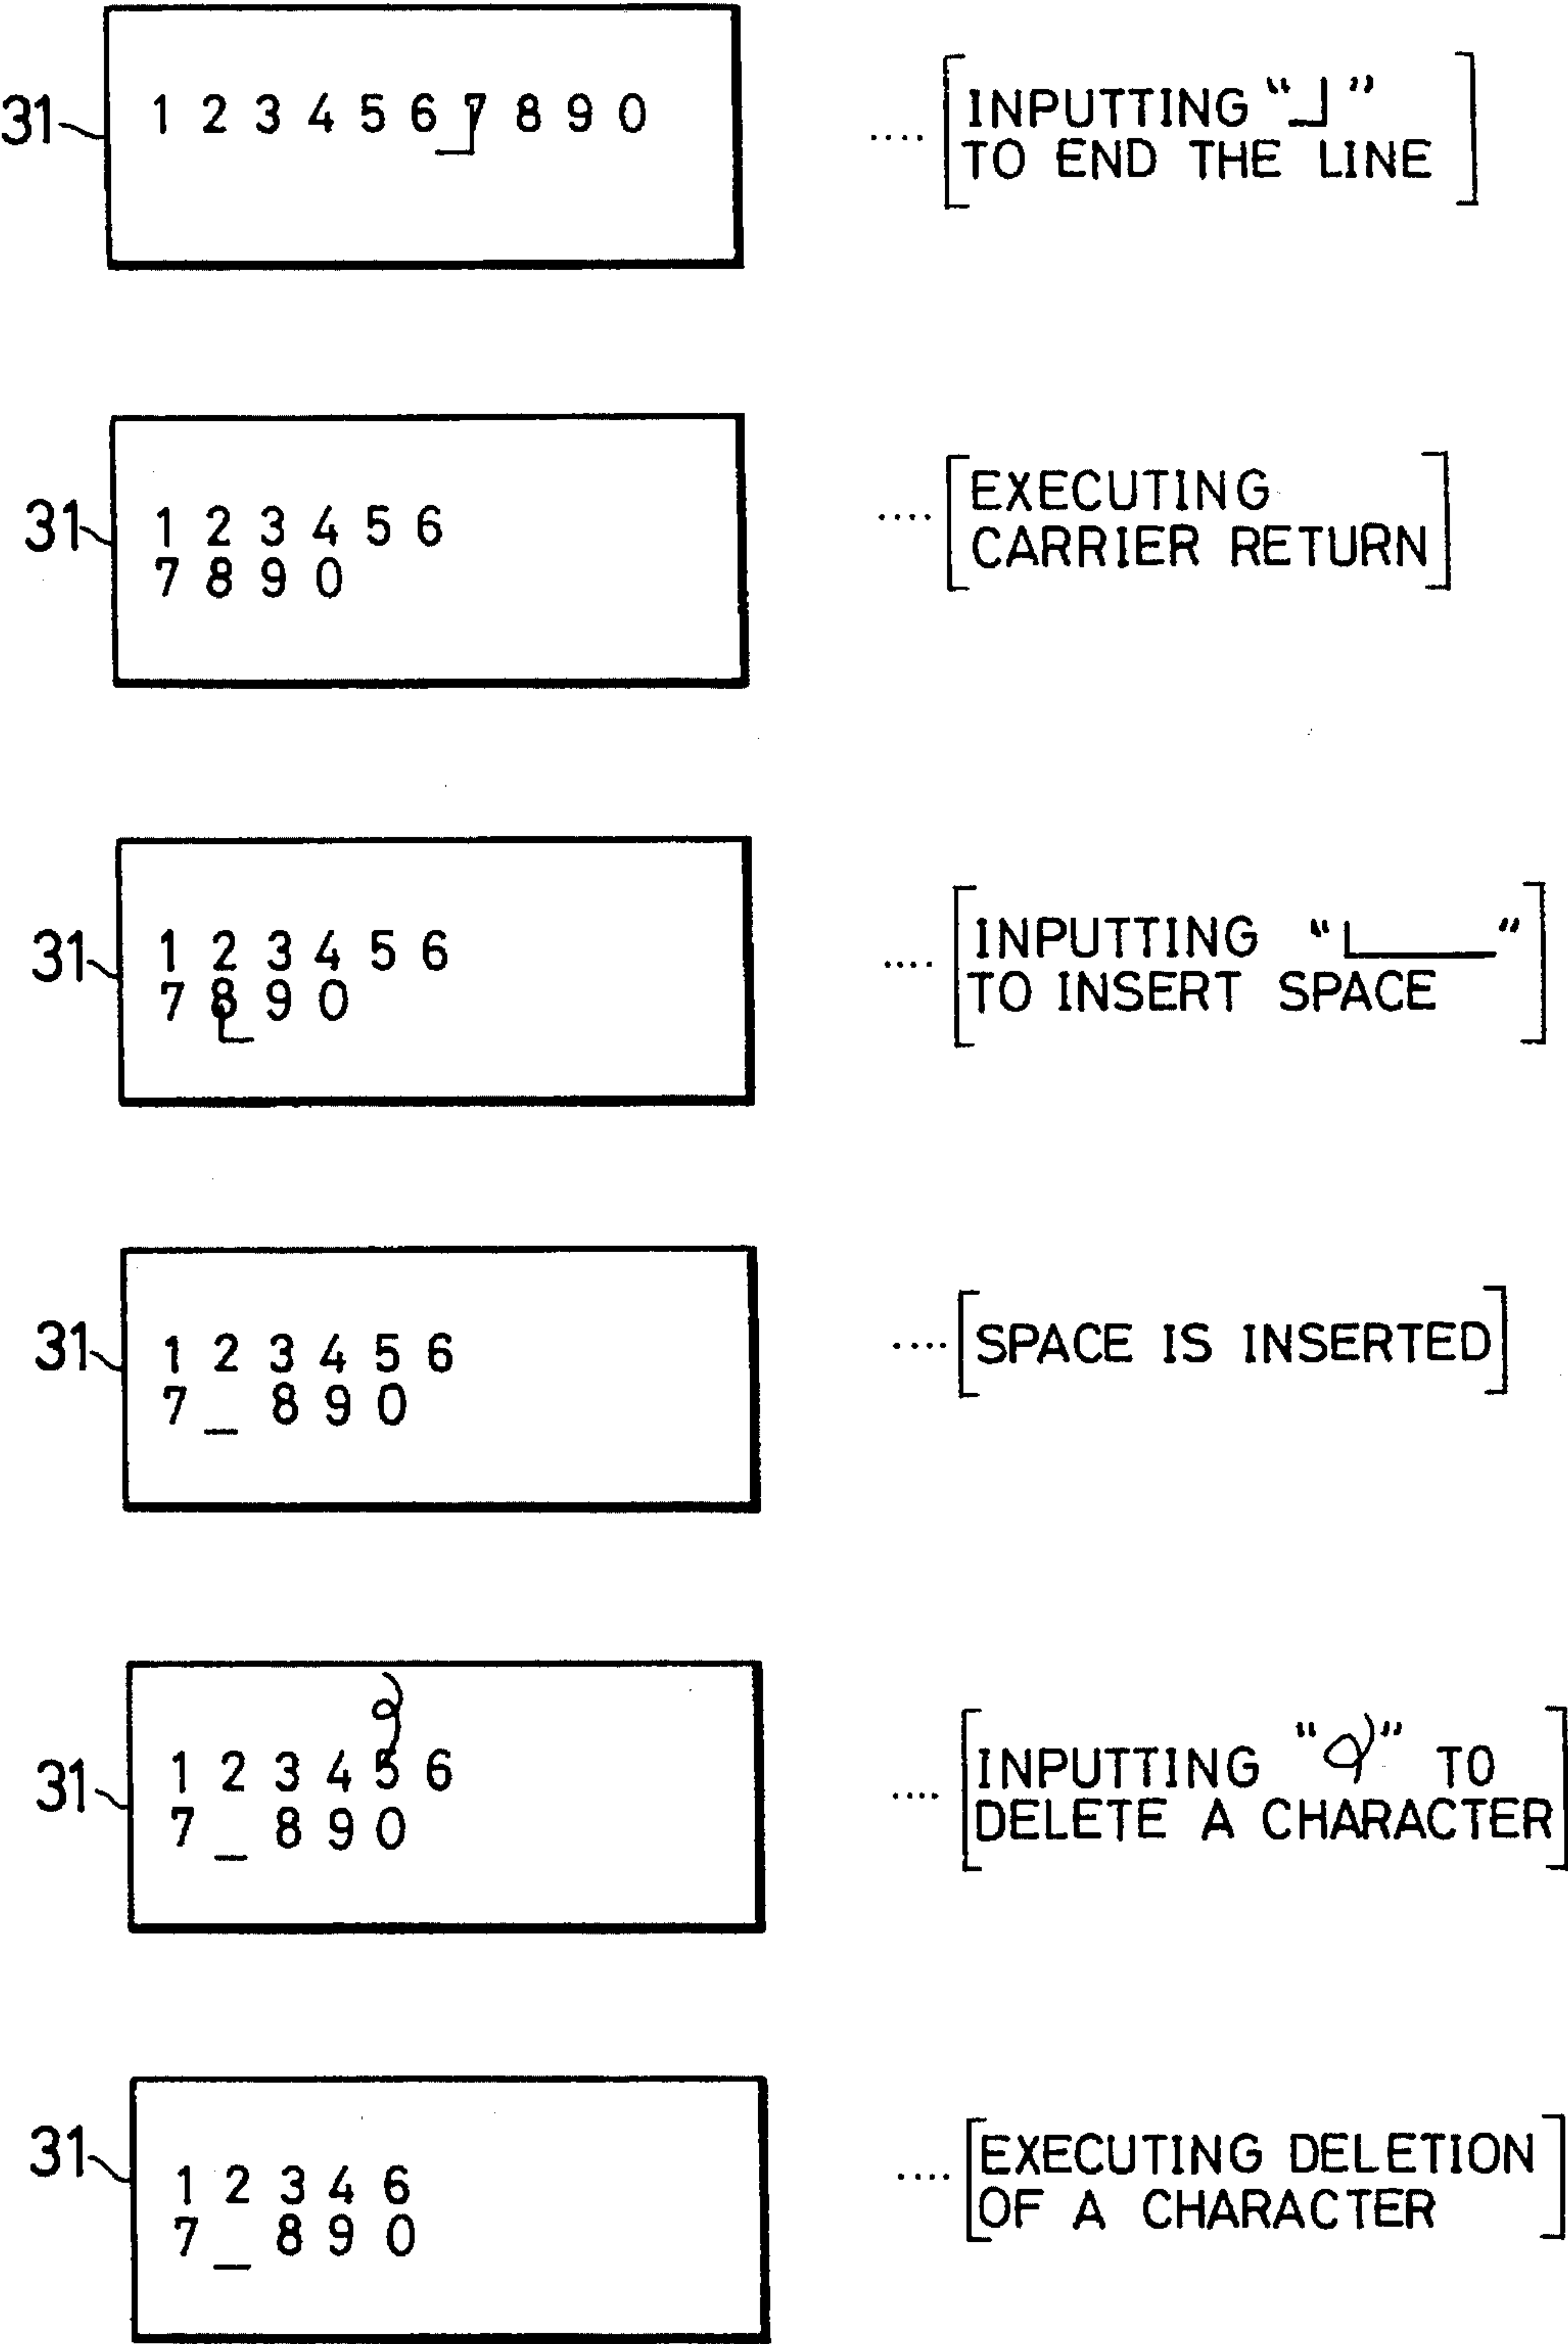 31 1 2 3 4 5 6 7 8 9 0
.... [INPUTTING “⏌”
TO END THE LINE]
31 1 2 3 4 5 6
7 8 9 0
.... [EXECUTING
CARRIER RETURN]
31 1 2 3 4 5 6
7 8 9 0
.... [INPUTTING “L”
TO INSERT SPACE]
31 1 2 3 4 5 6
7 _ 8 9 0
.... [SPACE IS INSERTED]
31 1 2 3 4 5 6
7 _ 8 9 0
.... [INPUTTING “ ” TO
DELETE A CHARACTER]
31 1 2 3 4 6
7 _ 8 9 0
.... [EXECUTING DELETION
OF A CHARACTER]